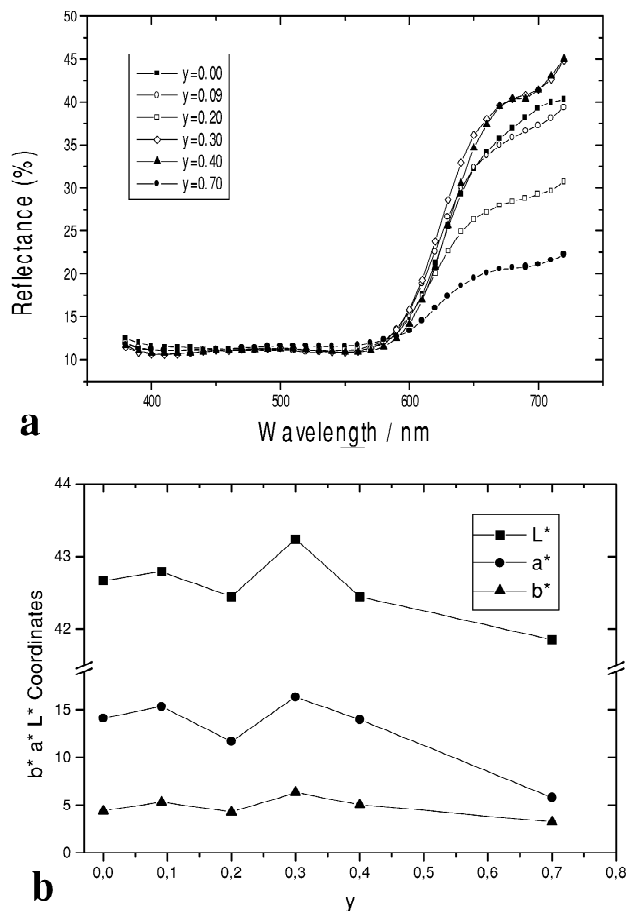 50
45
40
35
30
25
20
15
10
Reflectance (%)
y=0.00
y=0.09
y=0.20
y=0.30
y=0.40
y=0.70
400
500
600
700
Wavelength / nm
a
44
43
42
15
10
5
0
b* a* L* Coordinates
L*
a*
b*
0,0 0,1 0,2 0,3 0,4 0,5 0,6 0,7 0,8
y
b